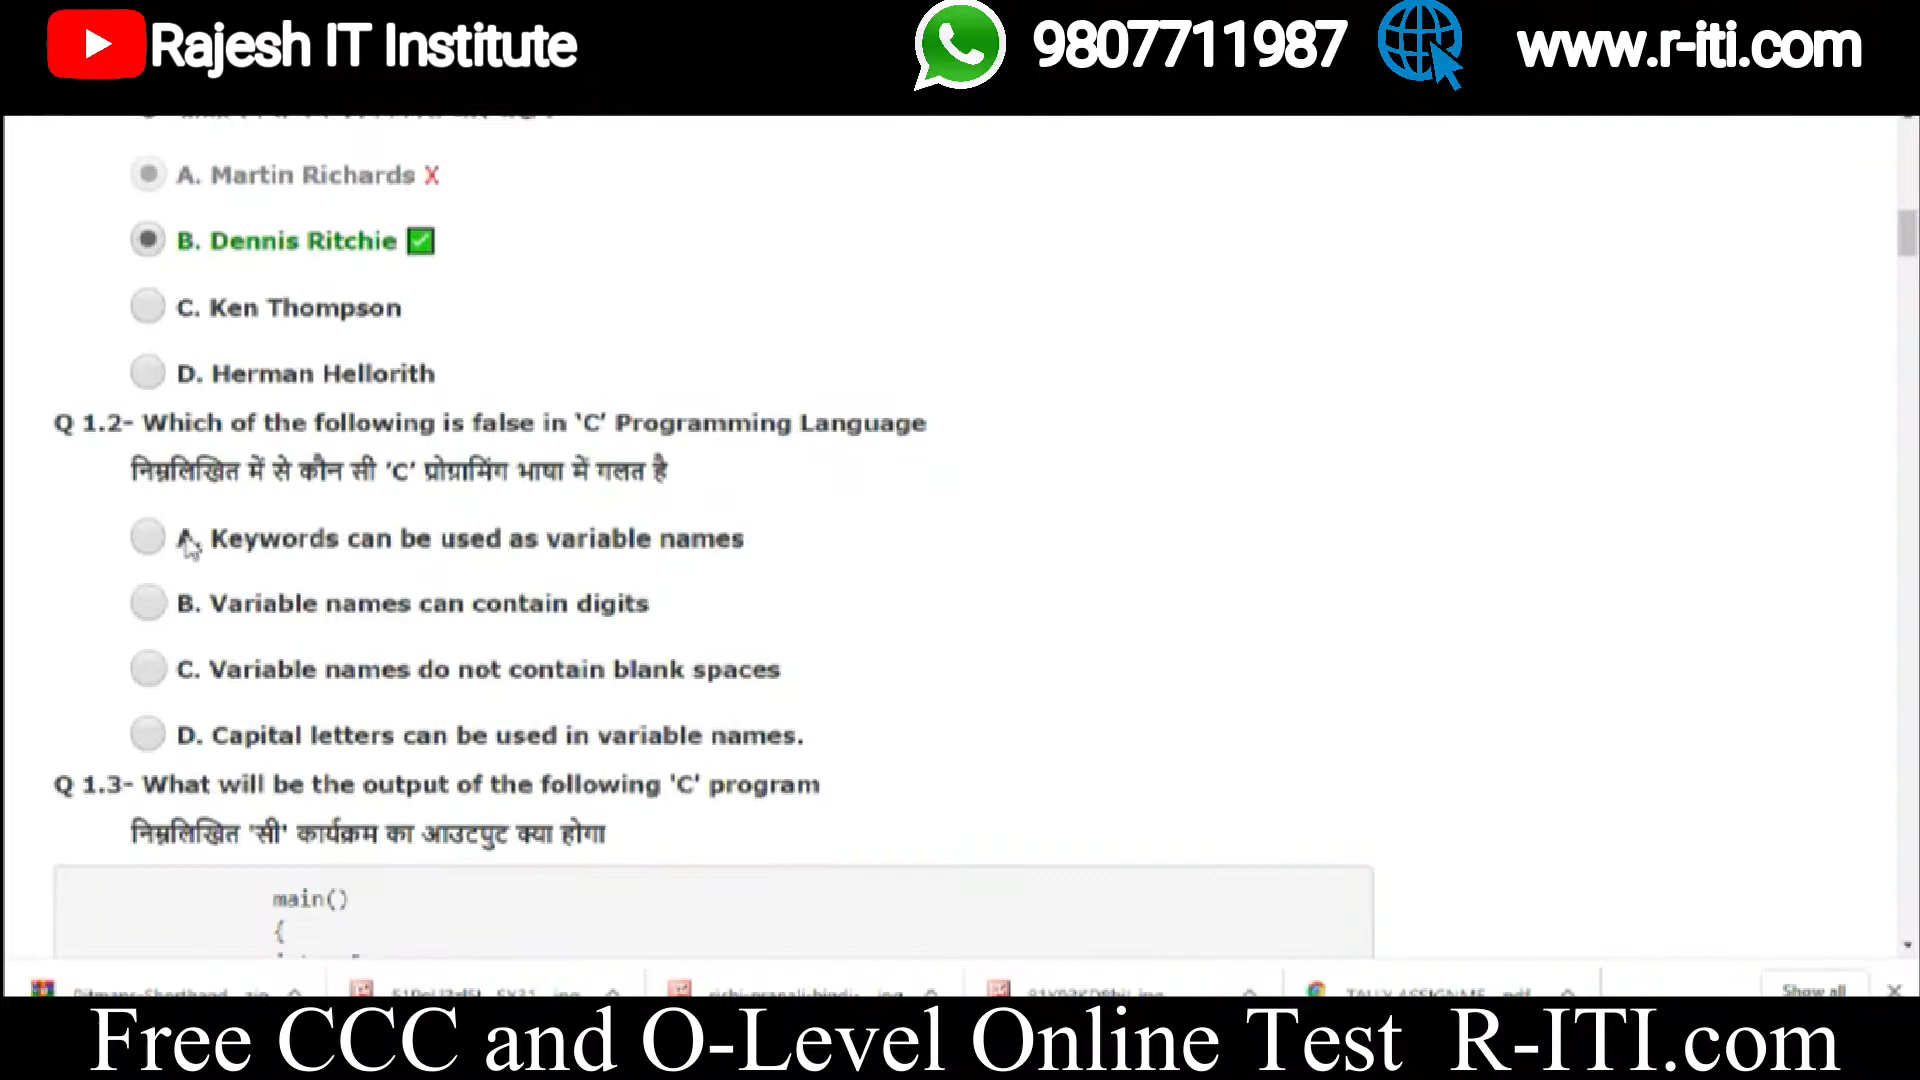 Rajesh IT Institute 9807711987 www.r-iti.com
A. Martin Richards X
B. Dennis Ritchie
C. Ken Thompson
D. Herman Hellorith
Q 1.2- Which of the following is false in 'C' Programming Language
निम्नलिखित में से कौन सी 'C' प्रोग्रामिंग भाषा में गलत है
A. Keywords can be used as variable names
B. Variable names can contain digits
C. Variable names do not contain blank spaces
D. Capital letters can be used in variable names.
Q 1.3- What will be the output of the following 'C' program
निम्नलिखित 'सी' कार्यक्रम का आउटपुट क्या होगा
main()
{
Show all
Free CCC and O-Level Online Test R-ITI.com